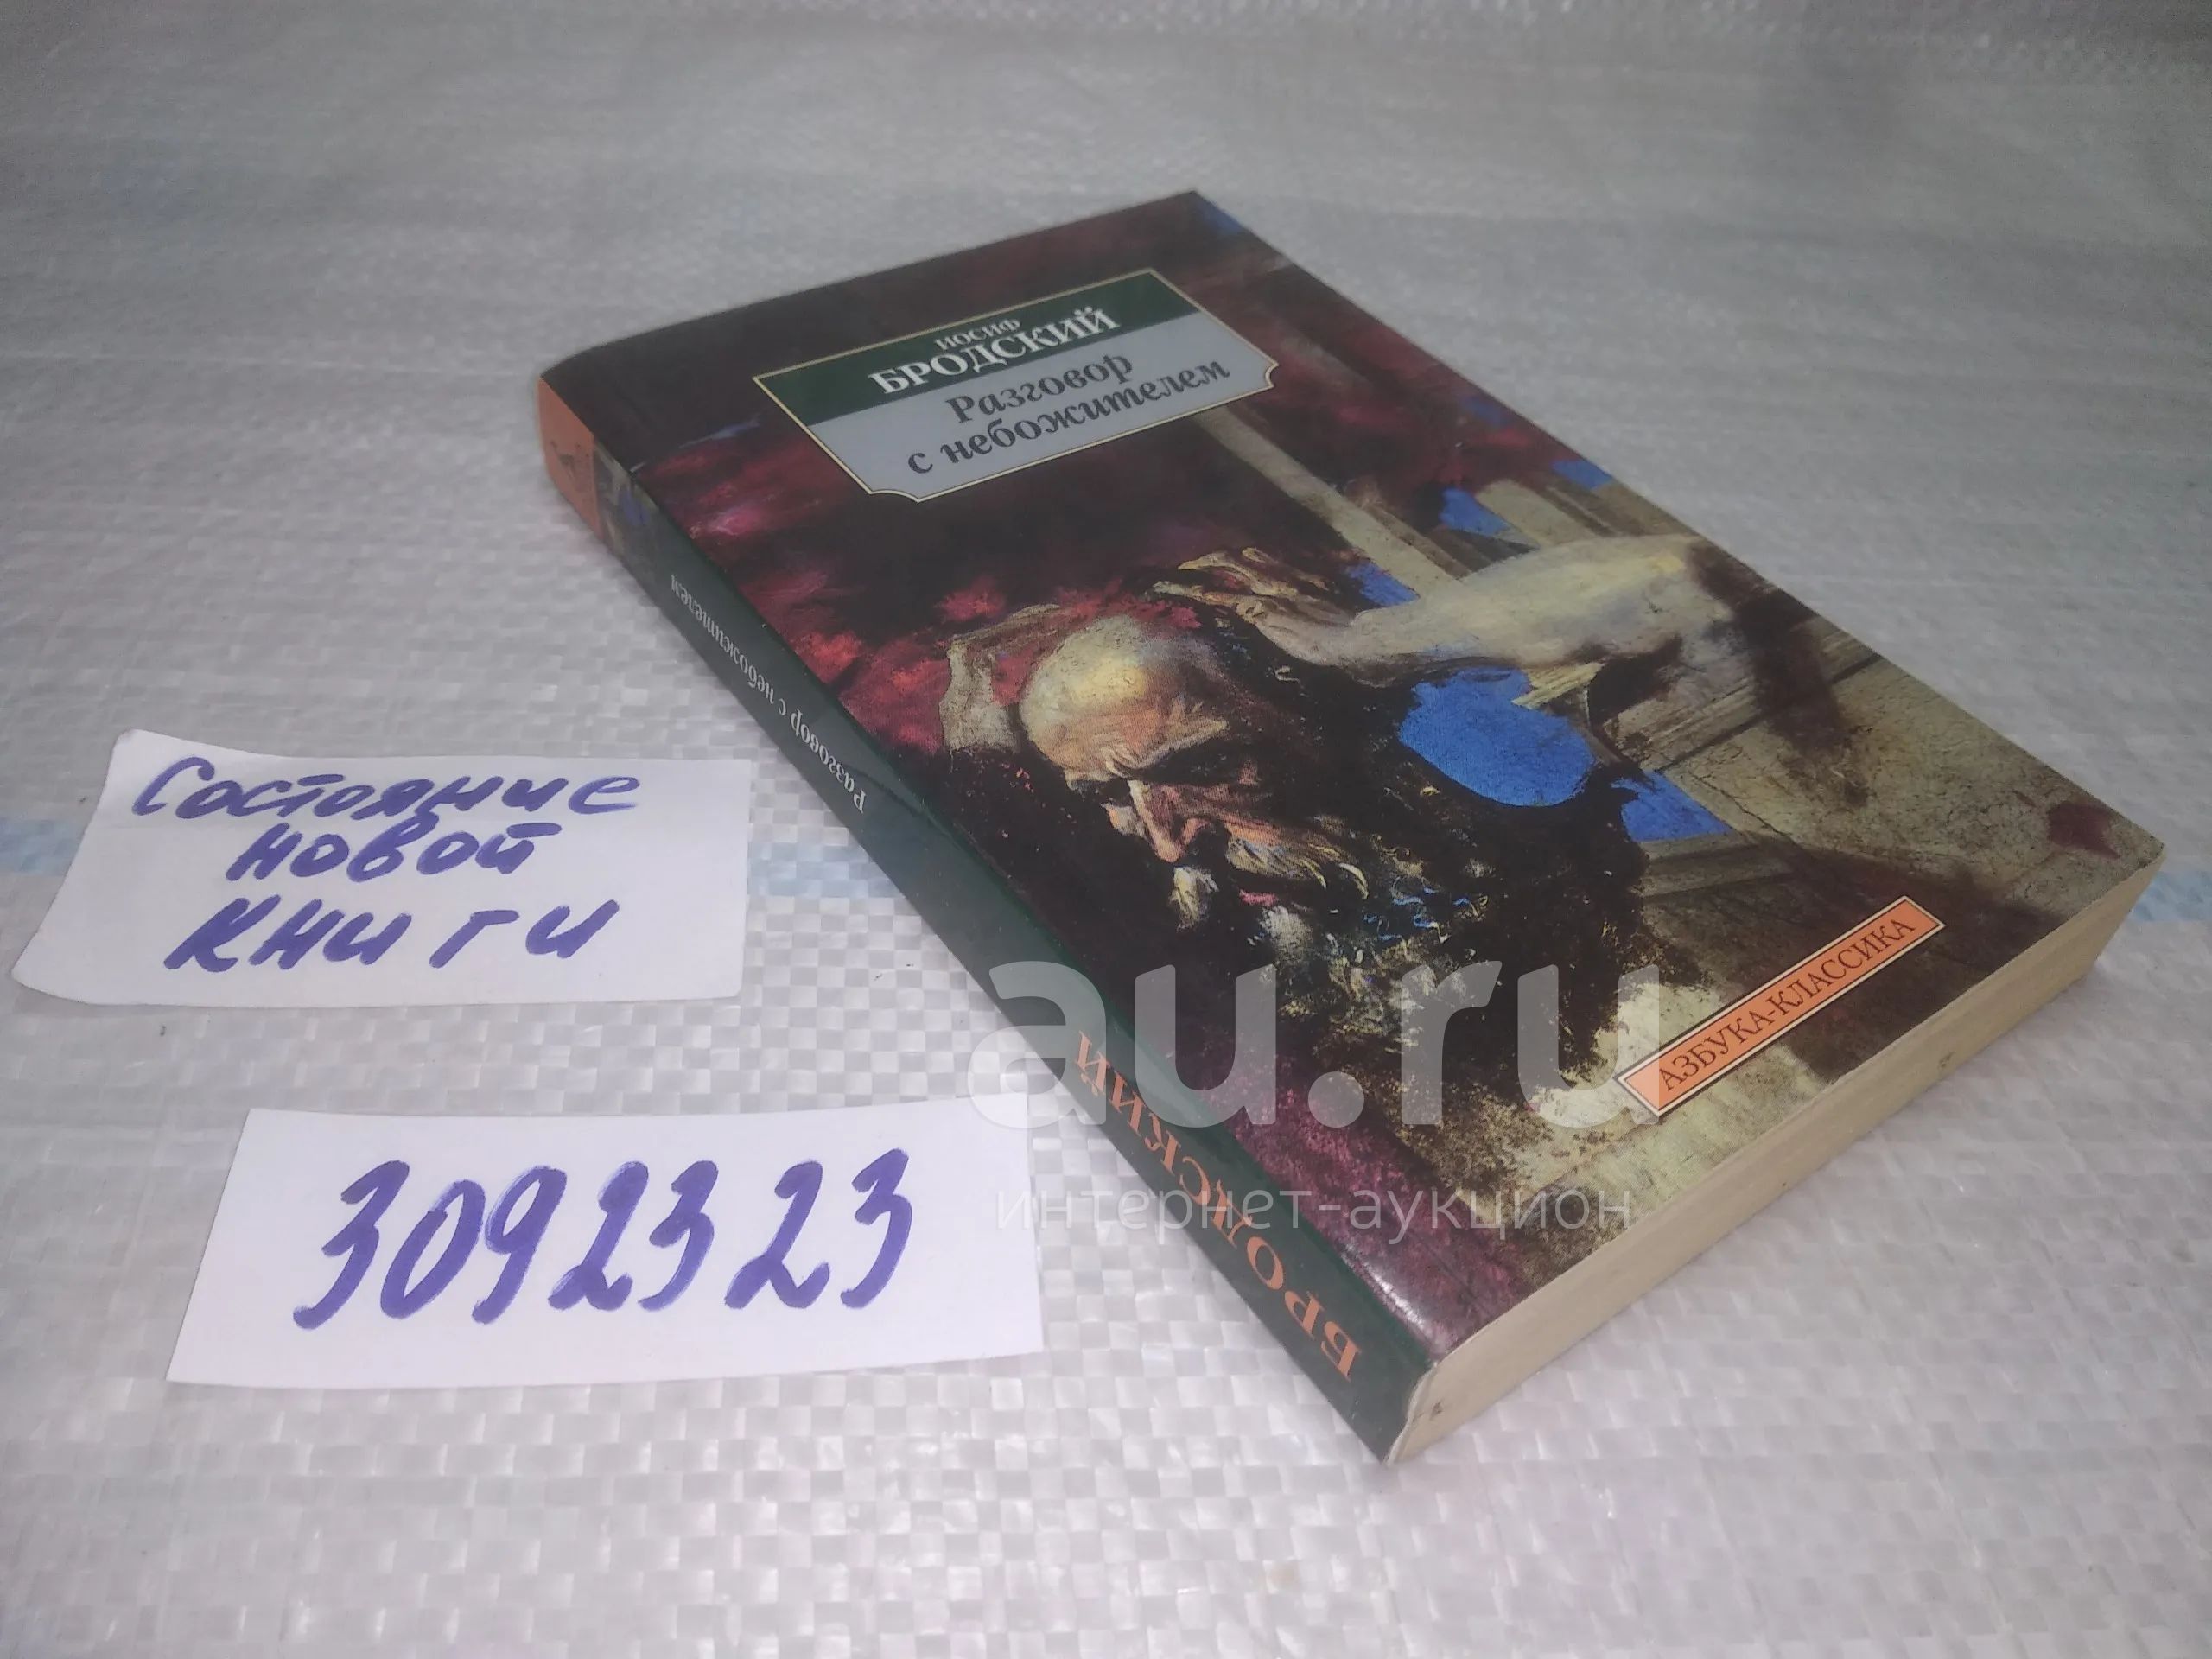 ИОСИФ
БРОДСКИЙ
Разговор
с небожителем
АЗБУКА-КЛАССИКА
Разговор с небожителем
БРОДСКИЙ
Состояние
новой
книги
3092323
au.ru
интернет-аукцион